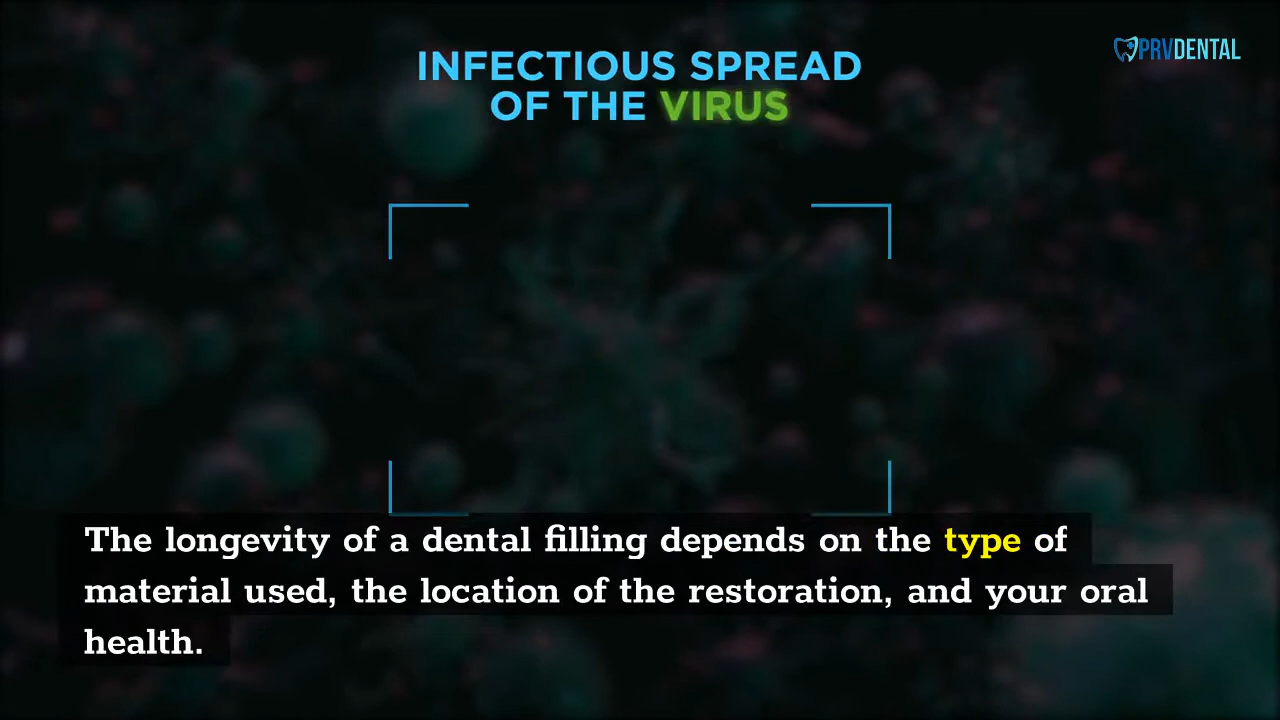 INFECTIOUS SPREAD
OF THE VIRUS
PRVDENTAL
The longevity of a dental filling depends on the type of
material used, the location of the restoration, and your oral
health.